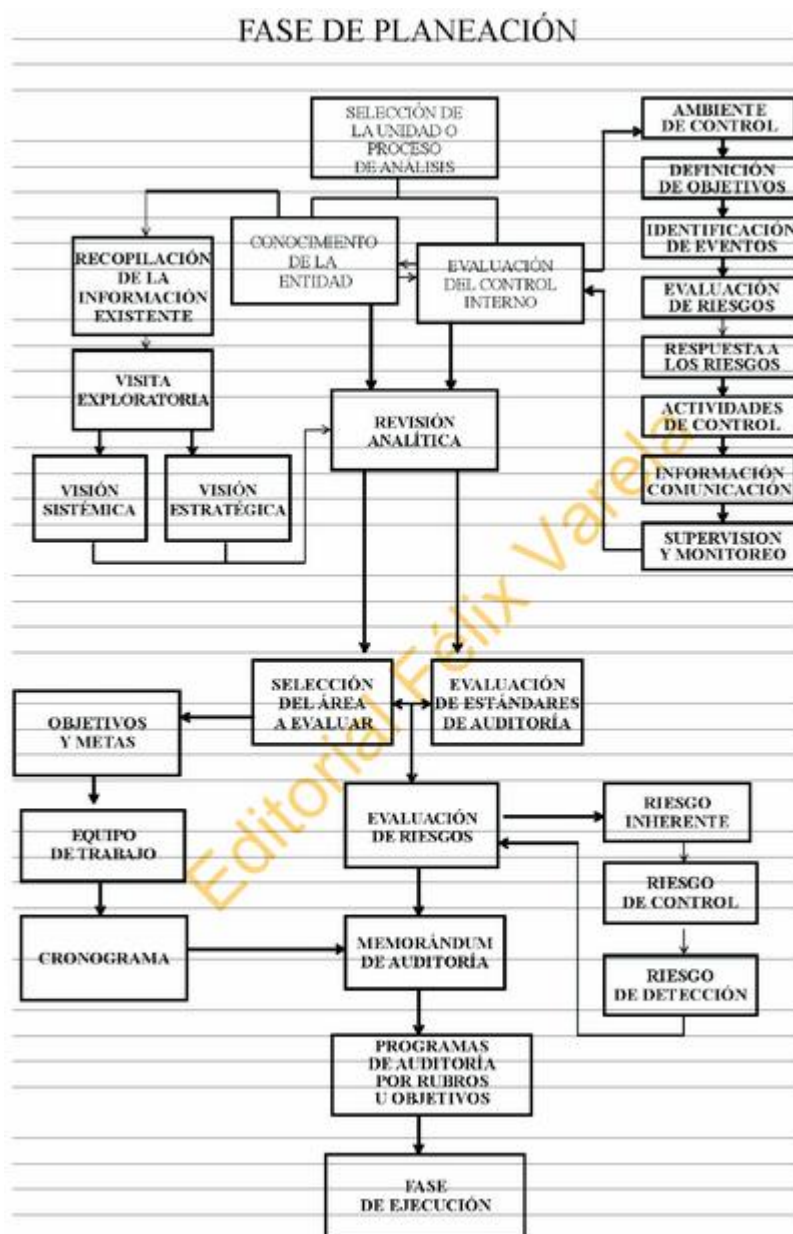 FASE DE PLANEACIÓN
SELECCIÓN DE
LA UNIDAD O
PROCESO
DE ANÁLISIS
AMBIENTE
DE CONTROL
DEFINICIÓN
DE OBJETIVOS
CONOCIMIENTO
DE LA
ENTIDAD
EVALUACIÓN
DEL CONTROL
INTERNO
IDENTIFICACIÓN
DE EVENTOS
RECOPILACIÓN
DE LA
INFORMACIÓN
EXISTENTE
EVALUACIÓN
DE RIESGOS
VISITA
EXPLORATORIA
RESPUESTA A
LOS RIESGOS
REVISIÓN
ANALÍTICA
ACTIVIDADES
DE CONTROL
VISIÓN
SISTÉMICA
VISIÓN
ESTRATÉGICA
INFORMACIÓN
COMUNICACIÓN
SUPERVISION
Y MONITOREO
SELECCIÓN
DEL ÁREA
A EVALUAR
EVALUACIÓN
DE ESTÁNDARES
DE AUDITORÍA
OBJETIVOS
Y METAS
EVALUACIÓN
DE RIESGOS
RIESGO
INHERENTE
EQUIPO
DE TRABAJO
RIESGO
DE CONTROL
CRONOGRAMA
MEMORÁNDUM
DE AUDITORÍA
RIESGO
DE DETECCIÓN
PROGRAMAS
DE AUDITORÍA
POR RUBROS
U OBJETIVOS
FASE
DE EJECUCIÓN
Editorial Félix Varela